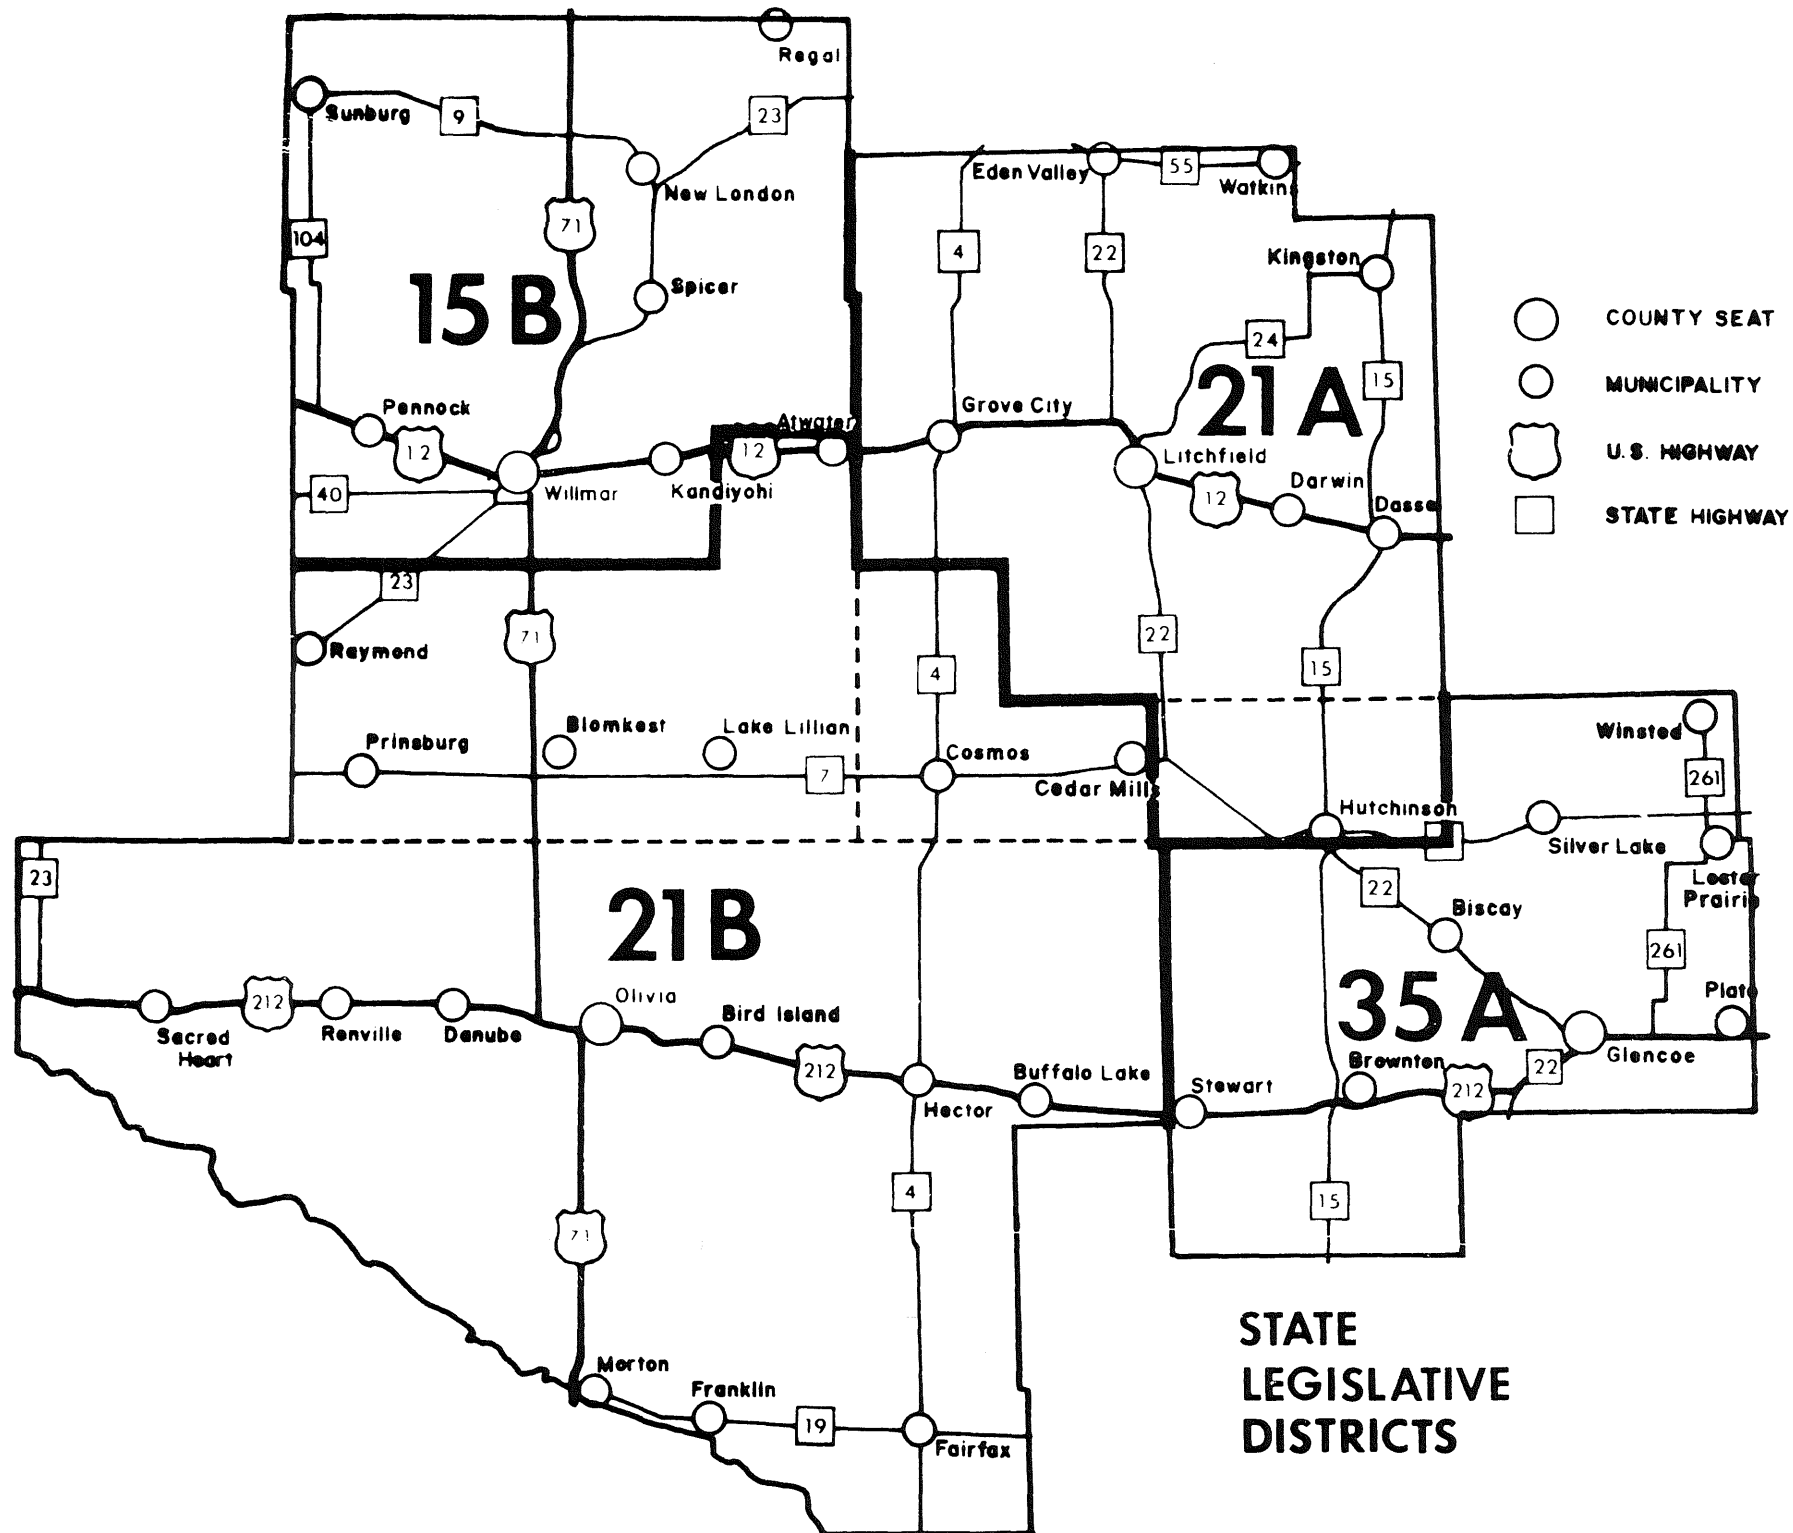 Regal
Sunburg
9
23
New London
Eden Valley
55
Watkins
71
104
4
22
Kingston
15 B
Spicer
COUNTY SEAT
24
21 A
15
MUNICIPALITY
Pennock
Grove City
Atwater
12
12
U.S. HIGHWAY
Litchfield
40
Willmar
Kandiyohi
12
Darwin
Dasse
STATE HIGHWAY
23
71
22
Raymond
4
15
Prinsburg
Blomkest
Lake Lillian
Winsted
7
Cosmos
Cedar Mills
261
Hutchinson
Silver Lake
23
22
Lester
Prairie
21 B
Biscay
261
212
Olivia
35 A
Plato
Sacred
Heart
Renville
Danube
Bird Island
212
Buffalo Lake
Brownton
22
Glencoe
Hector
Stewart
212
4
15
71
STATE
LEGISLATIVE
DISTRICTS
Morton
Franklin
19
Fairfax